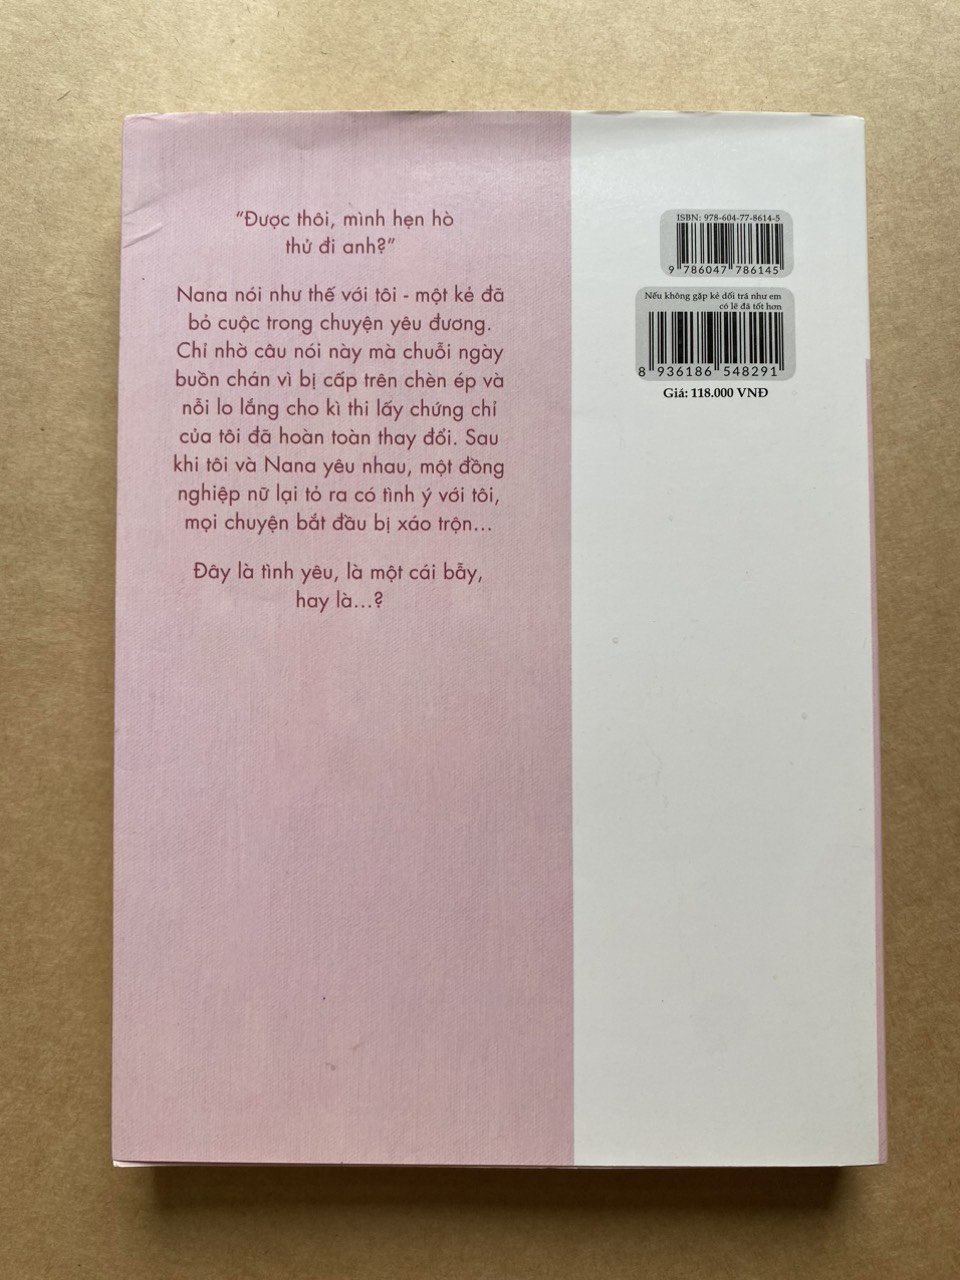 “Được thôi, mình hẹn hò
thử đi anh?”
Nana nói như thế với tôi - một kẻ đã
bỏ cuộc trong chuyện yêu đương.
Chỉ nhờ câu nói này mà chuỗi ngày
buồn chán vì bị cấp trên chèn ép và
nỗi lo lắng cho kì thi lấy chứng chỉ
của tôi đã hoàn toàn thay đổi. Sau
khi tôi và Nana yêu nhau, một đồng
nghiệp nữ lại tỏ ra có tình ý với tôi,
mọi chuyện bắt đầu bị xáo trộn...
Đây là tình yêu, là một cái bẫy,
hay là...?
ISBN: 978-604-77-8614-5
9 786047 786145
Nếu không gặp kẻ dối trá như em
có lẽ đã tốt hơn
8 936186 548291
Giá: 118.000 VNĐ